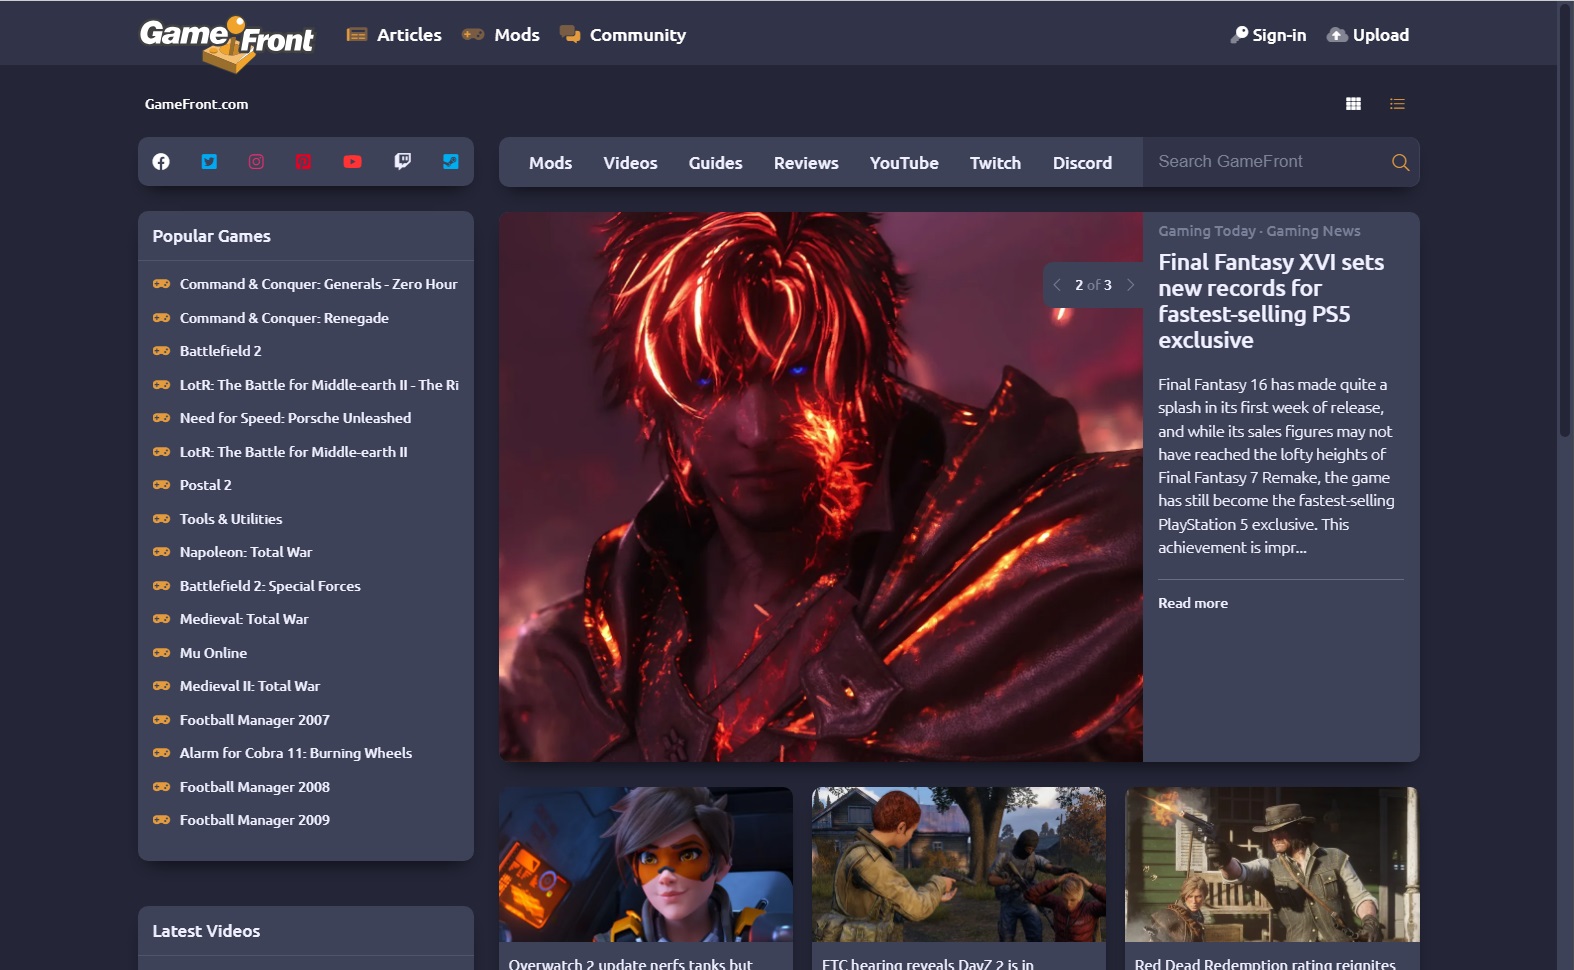 GameFront
Articles
Mods
Community
Sign-in
Upload
GameFront.com
Mods
Videos
Guides
Reviews
YouTube
Twitch
Discord
Search GameFront
Popular Games
Command & Conquer: Generals - Zero Hour
Command & Conquer: Renegade
Battlefield 2
LotR: The Battle for Middle-earth II - The Ri
Need for Speed: Porsche Unleashed
LotR: The Battle for Middle-earth II
Postal 2
Tools & Utilities
Napoleon: Total War
Battlefield 2: Special Forces
Medieval: Total War
Mu Online
Medieval II: Total War
Football Manager 2007
Alarm for Cobra 11: Burning Wheels
Football Manager 2008
Football Manager 2009
Latest Videos
2 of 3
Gaming Today · Gaming News
Final Fantasy XVI sets
new records for
fastest-selling PS5
exclusive
Final Fantasy 16 has made quite a
splash in its first week of release,
and while its sales figures may not
have reached the lofty heights of
Final Fantasy 7 Remake, the game
has still become the fastest-selling
PlayStation 5 exclusive. This
achievement is impr...
Read more
Overwatch 2 update nerfs tanks but
FTC hearing reveals DayZ 2 is in
Red Dead Redemption rating reignites